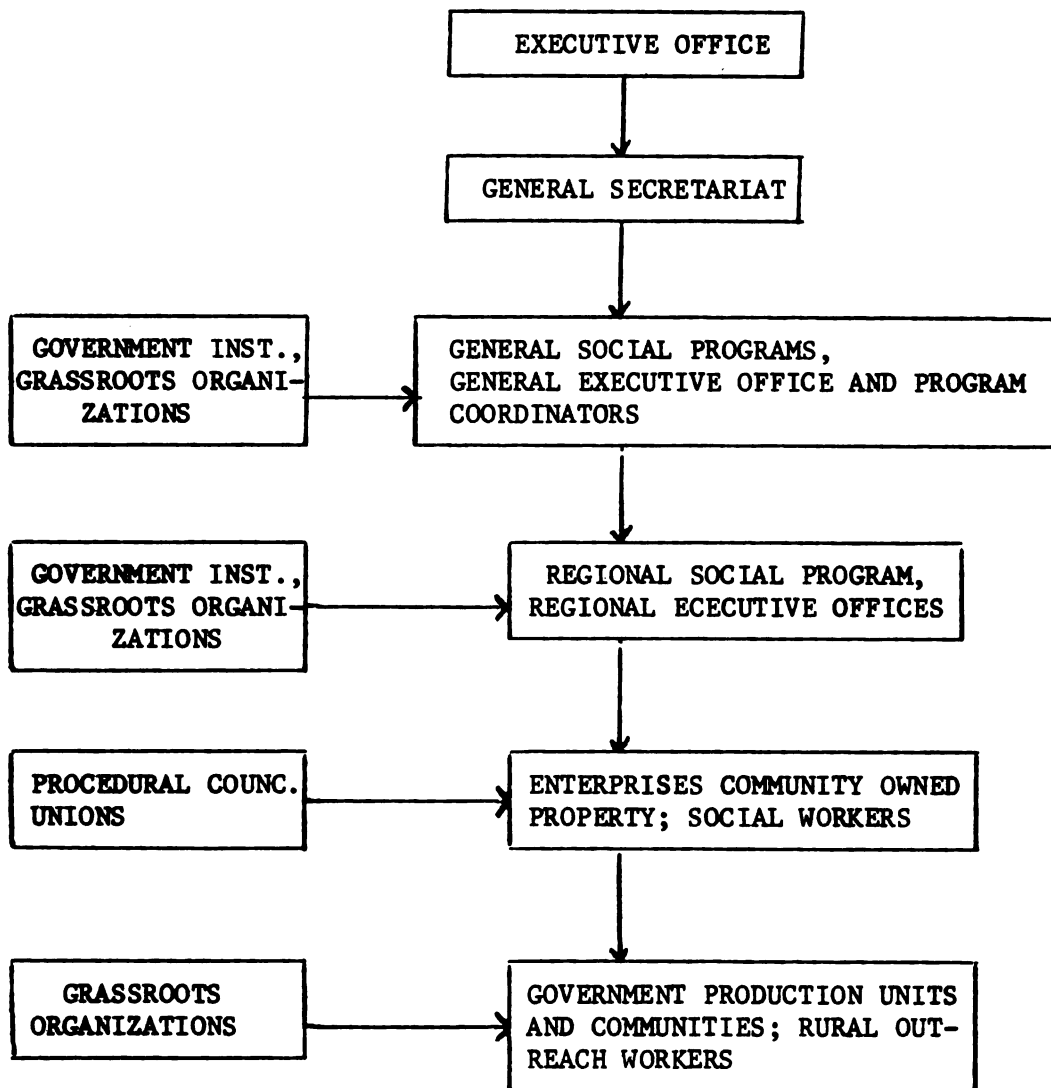 EXECUTIVE OFFICE
GENERAL SECRETARIAT
GOVERNMENT INST.,
GRASSROOTS ORGANI-
ZATIONS
GENERAL SOCIAL PROGRAMS,
GENERAL EXECUTIVE OFFICE AND PROGRAM
COORDINATORS
GOVERNMENT INST.,
GRASSROOTS ORGANI-
ZATIONS
REGIONAL SOCIAL PROGRAM,
REGIONAL ECECUTIVE OFFICES
PROCEDURAL COUNC.
UNIONS
ENTERPRISES COMMUNITY OWNED
PROPERTY; SOCIAL WORKERS
GRASSROOTS
ORGANIZATIONS
GOVERNMENT PRODUCTION UNITS
AND COMMUNITIES; RURAL OUT-
REACH WORKERS